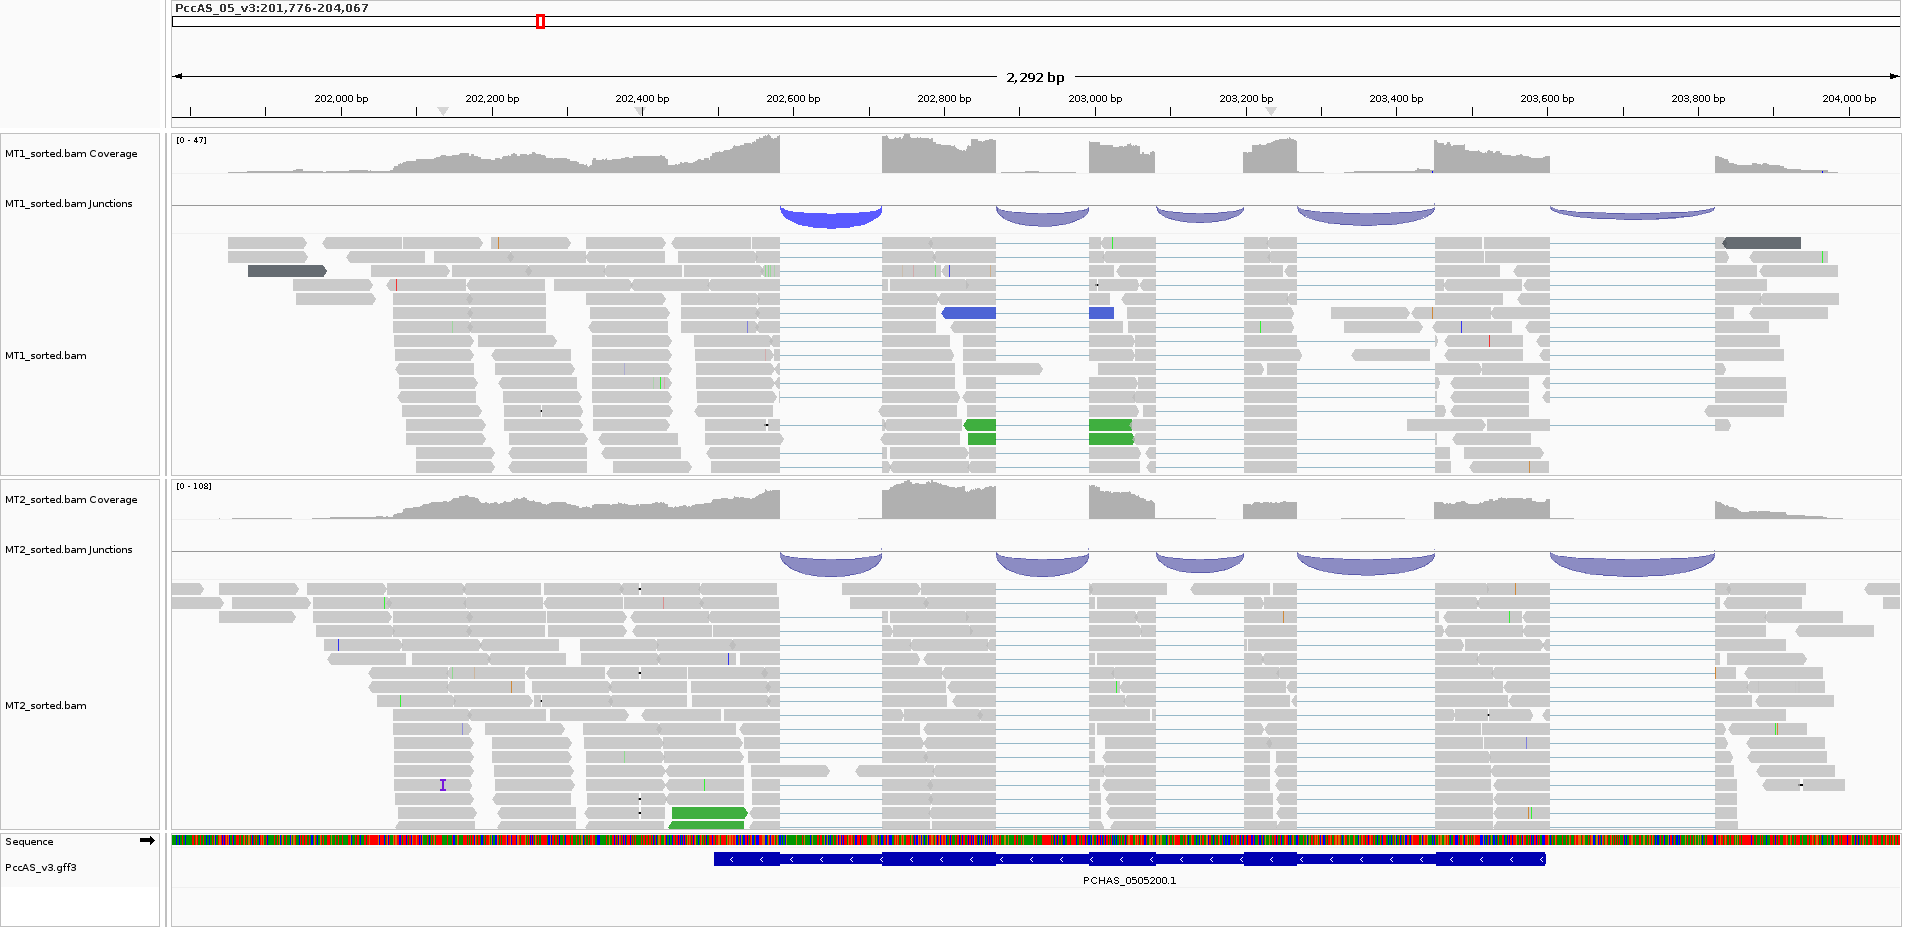 PccAS_05_v3:201,776-204,067
2,292 bp
202,000 bp 202,200 bp 202,400 bp 202,600 bp 202,800 bp 203,000 bp 203,200 bp 203,400 bp 203,600 bp 203,800 bp 204,000 bp
[0 - 47]
MT1_sorted.bam Coverage
MT1_sorted.bam Junctions
MT1_sorted.bam
[0 - 108]
MT2_sorted.bam Coverage
MT2_sorted.bam Junctions
MT2_sorted.bam
Sequence
PccAS_v3.gff3
PCHAS_0505200.1